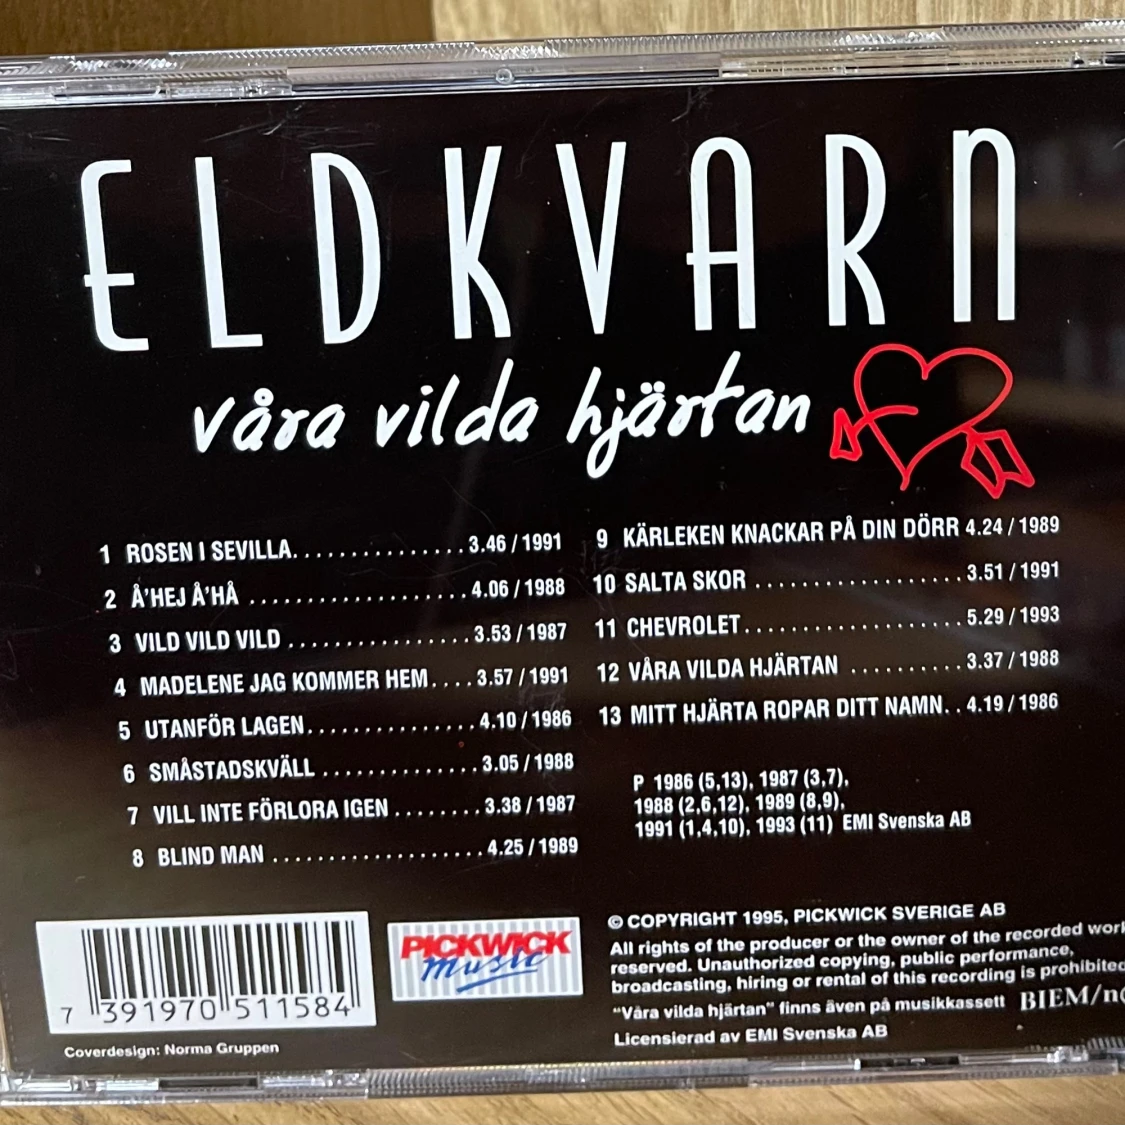 ELDKVARN
våra vilda hjärtan
1 ROSEN I SEVILLA. . . . . . . . . . . . . . . 3.46 / 1991
2 Å'HEJ Å'HÅ . . . . . . . . . . . . . . . . . . . . 4.06 / 1988
3 VILD VILD VILD . . . . . . . . . . . . . . . . 3.53 / 1987
4 MADELENE JAG KOMMER HEM. . . . 3.57 / 1991
5 UTANFÖR LAGEN. . . . . . . . . . . . . . . 4.10 / 1986
6 SMÅSTADSKVÄLL . . . . . . . . . . . . . . 3.05 / 1988
7 VILL INTE FÖRLORA IGEN . . . . . . . . 3.38 / 1987
8 BLIND MAN . . . . . . . . . . . . . . . . . . . 4.25 / 1989
9 KÄRLEKEN KNACKAR PÅ DIN DÖRR 4.24 / 1989
10 SALTA SKOR . . . . . . . . . . . . . . . . . . 3.51 / 1991
11 CHEVROLET. . . . . . . . . . . . . . . . . . . 5.29 / 1993
12 VÅRA VILDA HJÄRTAN . . . . . . . . . . 3.37 / 1988
13 MITT HJÄRTA ROPAR DITT NAMN. . 4.19 / 1986
P 1986 (5,13), 1987 (3,7),
1988 (2,6,12), 1989 (8,9),
1991 (1,4,10), 1993 (11) EMI Svenska AB
7 391970 511584
PICKWICK
music
Coverdesign: Norma Gruppen
© COPYRIGHT 1995, PICKWICK SVERIGE AB
All rights of the producer or the owner of the recorded work
reserved. Unauthorized copying, public performance,
broadcasting, hiring or rental of this recording is prohibited
"Våra vilda hjärtan" finns även på musikkassett BIEM/n
Licensierad av EMI Svenska AB